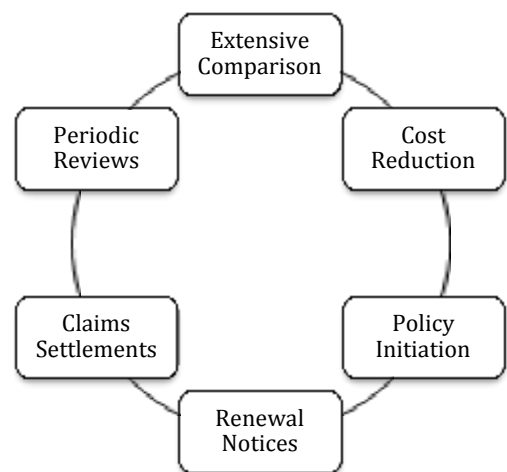 Extensive
Comparison
Cost
Reduction
Policy
Initiation
Renewal
Notices
Claims
Settlements
Periodic
Reviews